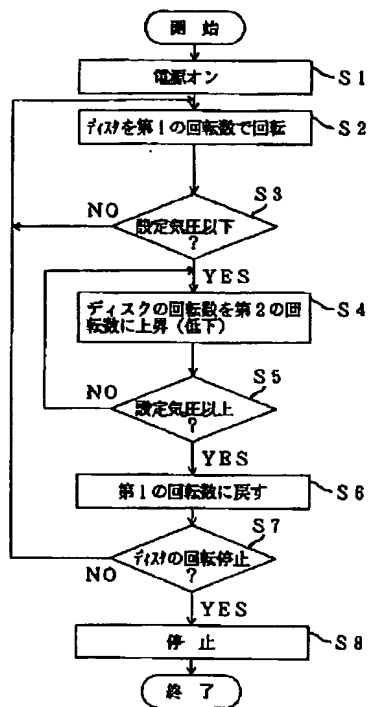 開 始
電源オン
S1
ディスクを第1の回転数で回転
S2
S3
NO
設定気圧以下
?
YES
ディスクの回転数を第2の回
転数に上昇(低下)
S4
S5
NO
設定気圧以上
?
YES
第1の回転数に戻す
S6
S7
ディスクの回転停止
NO
?
YES
停 止
S8
終 了